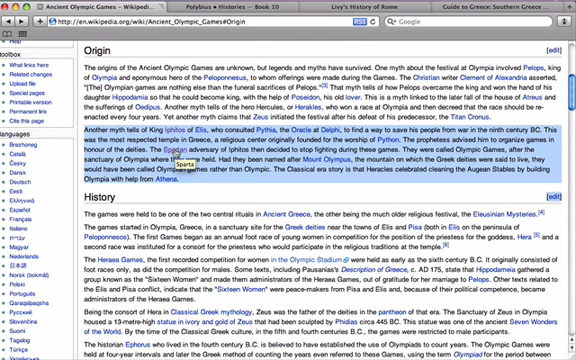 Ancient Olympic Games – Wikipedi...
Polybius • Histories — Book 10
Livy's History of Rome
Guide to Greece: Southern Greece
http://en.wikipedia.org/wiki/Ancient_Olympic_Games#Origin
RSS
Google
Origin
[edit]
The origins of the Ancient Olympic Games are unknown, but legends and myths have survived. One myth about the festival at Olympia involved Pelops, king
of Olympia and eponymous hero of the Peloponnesus, to whom offerings were made during the Games. The Christian writer Clement of Alexandria asserted,
"[The] Olympian games are nothing else than the funeral sacrifices of Pelops."[3] That myth tells of how Pelops overcame the king and won the hand of his
daughter Hippodamia so that he could become king, with the help of Poseidon, his old lover. This is a myth linked to the later fall of the house of Atreus and
the sufferings of Oedipus. Another myth tells of the hero Hercules, or Herakles, who won a race at Olympia and then decreed that the race should be re-
enacted every four years. Yet another myth claims that Zeus initiated the festival after his defeat of his predecessor, the Titan Cronus.
Another myth tells of King Iphitos of Elis, who consulted Pythia, the Oracle at Delphi, to find a way to save his people from war in the ninth century BC. This
was the most respected temple in Greece, a religious center originally founded for the worship of Python. The prophetess advised him to organize games in
honour of the deities. The Spartan adversary of Iphitos then decided to stop fighting during these games. They were called Olympic Games, after the
sanctuary of Olympia where they were held. Had they been named after Mount Olympus, the mountain on which the Greek deities were said to live, they
would have been called Olympian games rather than Olympic. The Classical era story is that Heracles celebrated cleaning the Augean Stables by building
Olympia with help from Athena.
Sparta
History
[edit]
The games were held to be one of the two central rituals in Ancient Greece, the other being the much older religious festival, the Eleusinian Mysteries.[4]
The games started in Olympia, Greece, in a sanctuary site for the Greek deities near the towns of Elis and Pisa (both in Elis on the peninsula of
Peloponnesos). The first Games began as an annual foot race of young women in competition for the position of the priestess for the goddess, Hera [5] and a
second race was instituted for a consort for the priestess who would participate in the religious traditions at the temple.[6]
The Heraea Games, the first recorded competition for women in the Olympic Stadium, were held as early as the sixth century B.C. It originally consisted of
foot races only, as did the competition for males. Some texts, including Pausanias's Description of Greece, c. AD 175, state that Hippodameia gathered a
group known as the "Sixteen Women" and made them administrators of the Heraea Games, out of gratitude for her marriage to Pelops. Other texts related to
the Elis and Pisa conflict, indicate that the "Sixteen Women" were peace-makers from Pisa and Elis and, because of their political competence, became
administrators of the Heraea Games.
Being the consort of Hera in Classical Greek mythology, Zeus was the father of the deities in the pantheon of that era. The Sanctuary of Zeus in Olympia
housed a 13-metre-high statue in ivory and gold of Zeus that had been sculpted by Phidias circa 445 BC. This statue was one of the ancient Seven Wonders
of the World. By the time of the Classical Greek culture, in the fifth and fourth centuries B.C., the games were restricted to male participants.
The historian Ephorus who lived in the fourth century B.C. is believed to have established the use of Olympiads to count years. The Olympic Games were
held at four-year intervals and later the Greek method of counting the years even referred to these Games, using the term Olympiad for the period
toolbox
What links here
Related changes
Upload file
Special pages
Printable version
Permanent link
Cite this page
languages
Brezhoneg
Català
Česky
Dansk
Deutsch
Eesti
Español
Esperanto
Euskara
Français
Galego
Italiano
עברית
Magyar
Nederlands
日本語
Norsk (bokmål)
Polski
Português
Qaraqalpaqsha
Română
Русский
Slovenčina
Suomi
Svenska
ไทย
Türkçe